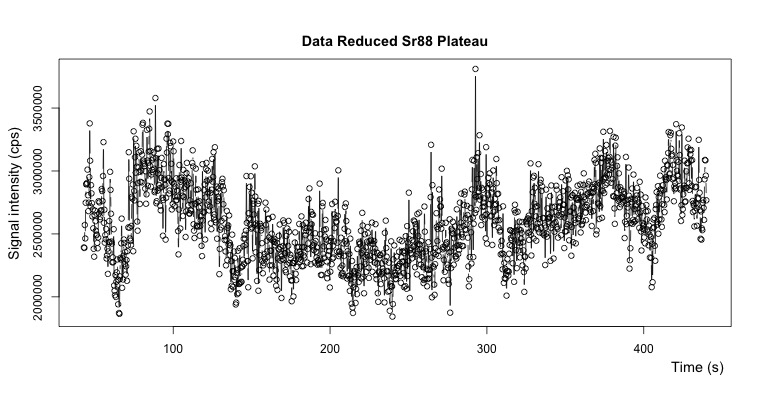 Data Reduced Sr88 Plateau
Signal intensity (cps)
3500000
3000000
2500000
2000000
100 200 300 400
Time (s)